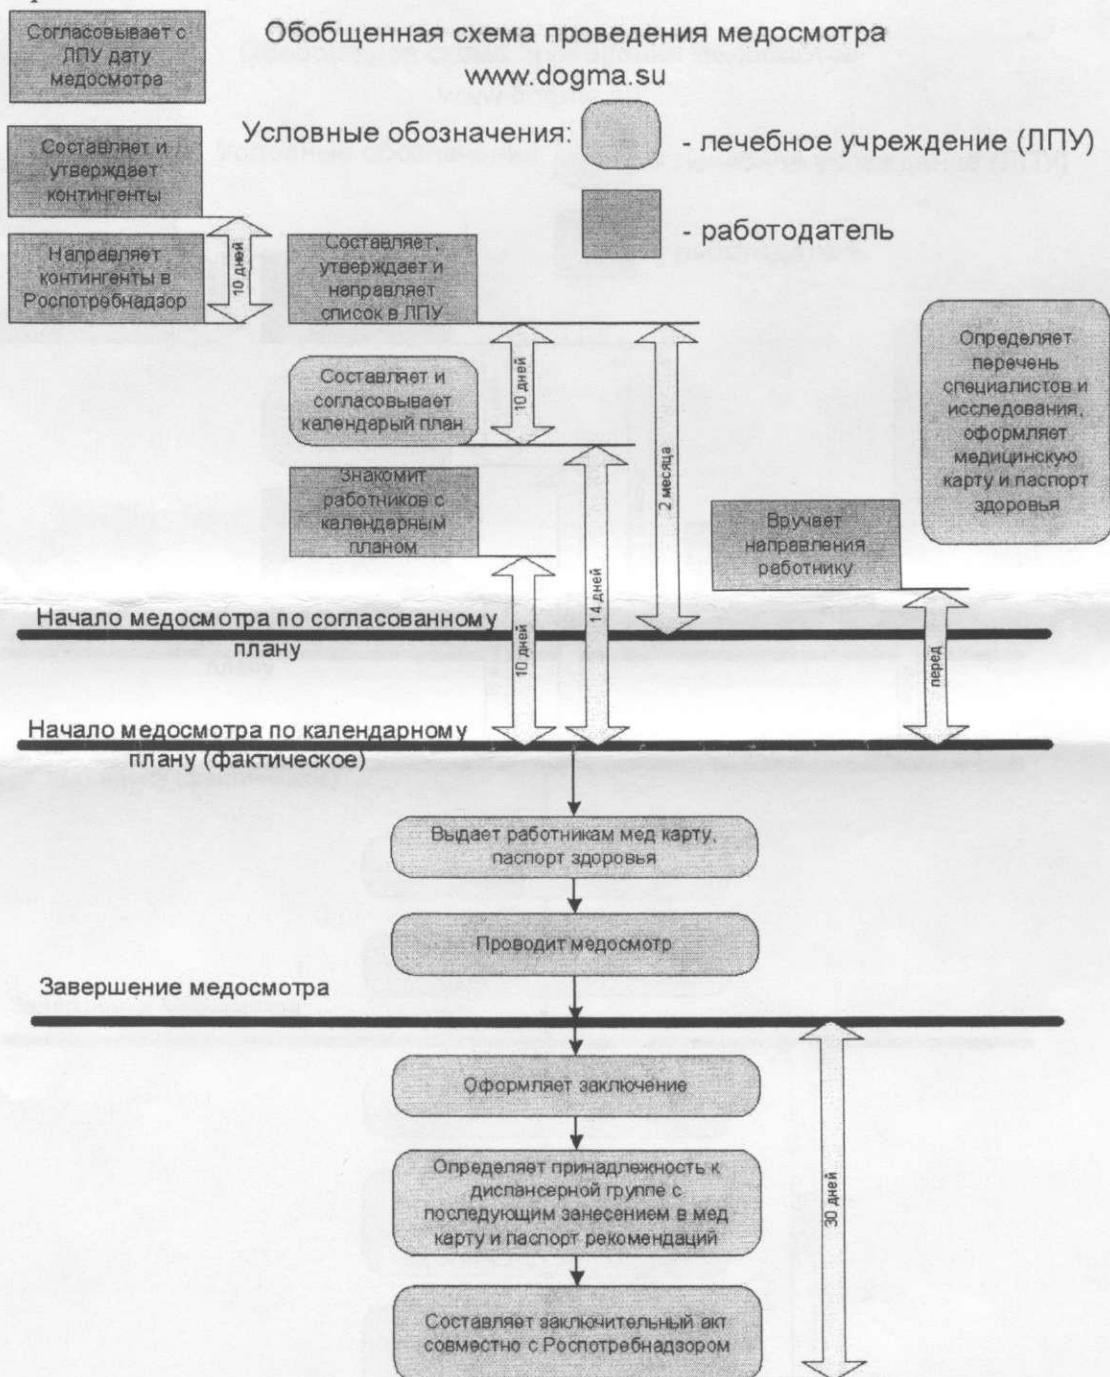 Согласовывает с
ЛПУ дату
медосмотра
Обобщенная схема проведения медосмотра
www.dogma.su
Условные обозначения:
- лечебное учреждение (ЛПУ)
- работодатель
Составляет и
утверждает
контингенты
Направляет
контингенты в
Роспотребнадзор
10 дней
Составляет,
утверждает и
направляет
список в ЛПУ
Составляет и
согласовывает
календарый план
10 дней
Знакомит
работников с
календарным
планом
2 месяца
Вручает
направления
работнику
Определяет
перечень
специалистов и
исследования,
оформляет
медицинскую
карту и паспорт
здоровья
Начало медосмотра по согласованному
плану
10 дней
14 дней
перед
Начало медосмотра по календарному
плану (фактическое)
Выдает работникам мед карту,
паспорт здоровья
Проводит медосмотр
Завершение медосмотра
Оформляет заключение
Определяет принадлежность к
диспансерной группе с
последующим занесением в мед
карту и паспорт рекомендаций
30 дней
Составляет заключительный акт
совместно с Роспотребнадзором